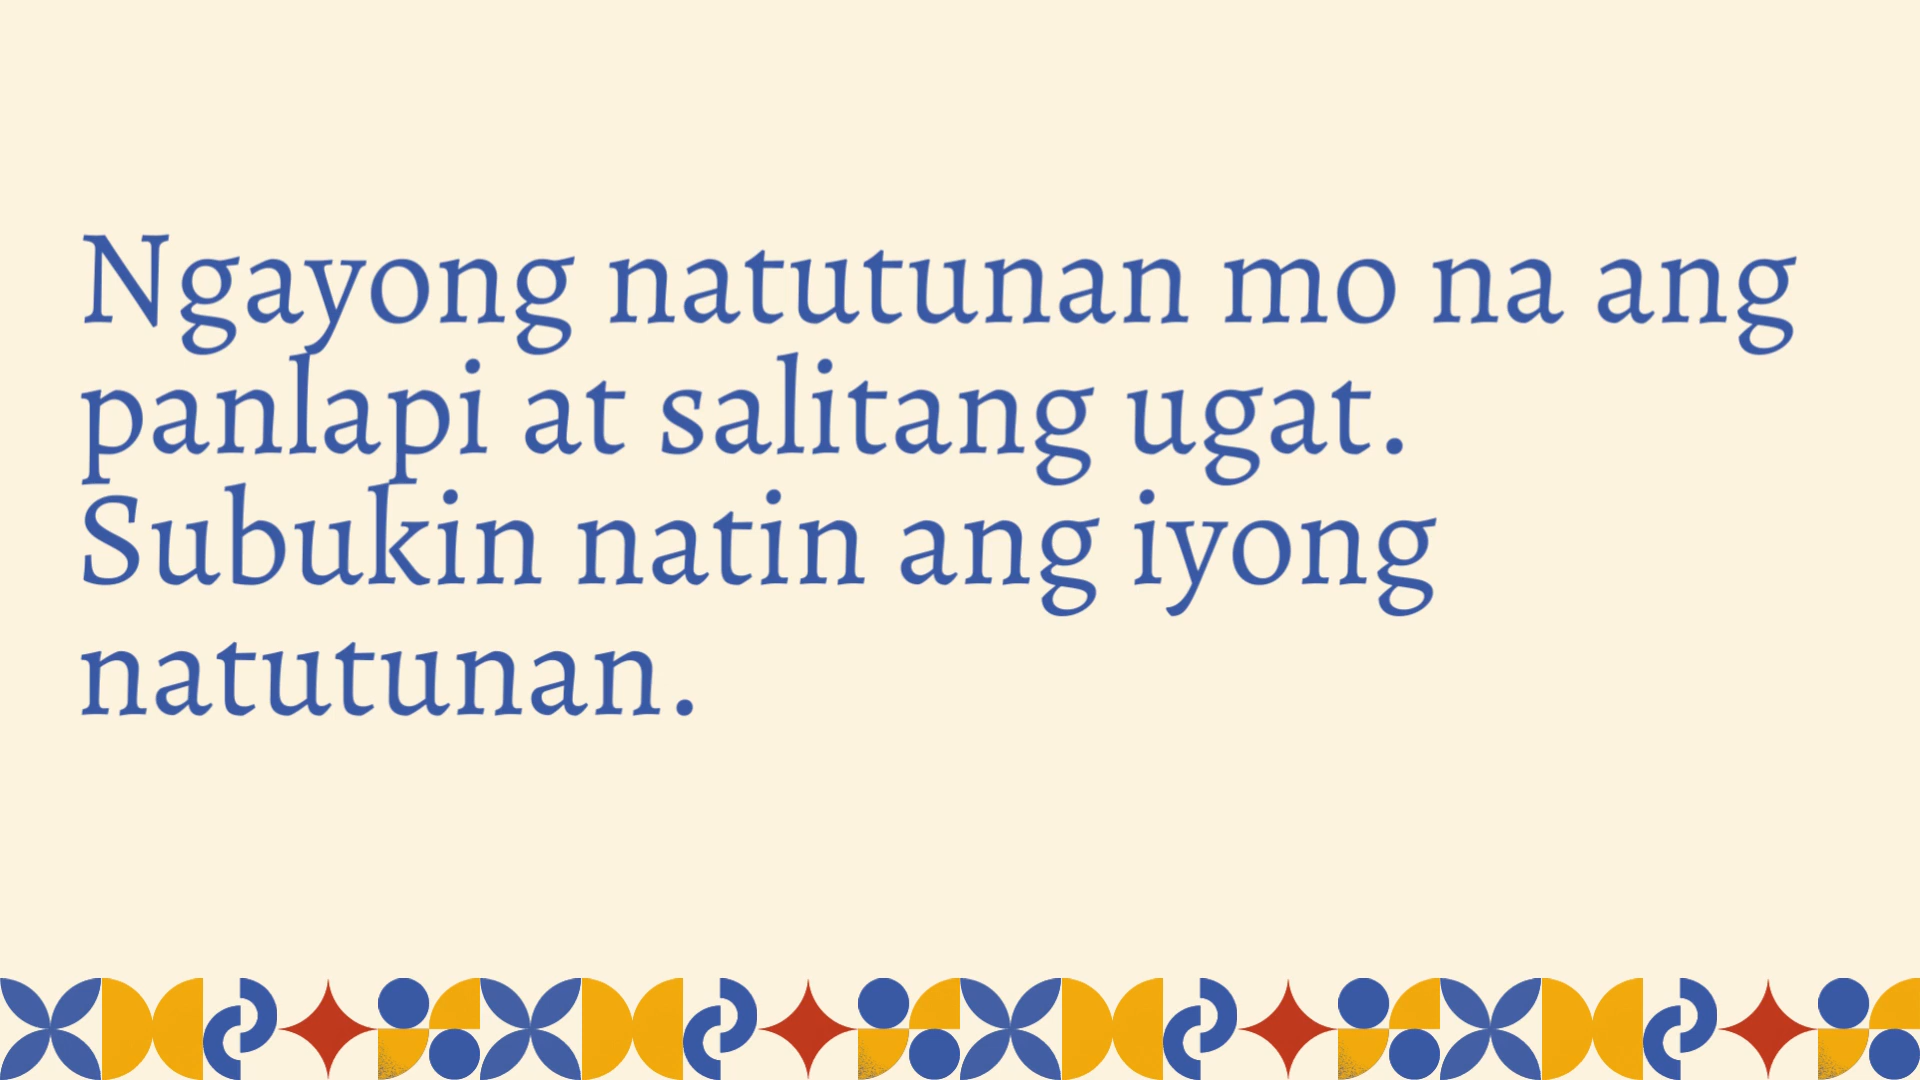 Ngayong natutunan mo na ang
panlapi at salitang ugat.
Subukin natin ang iyong
natutunan.